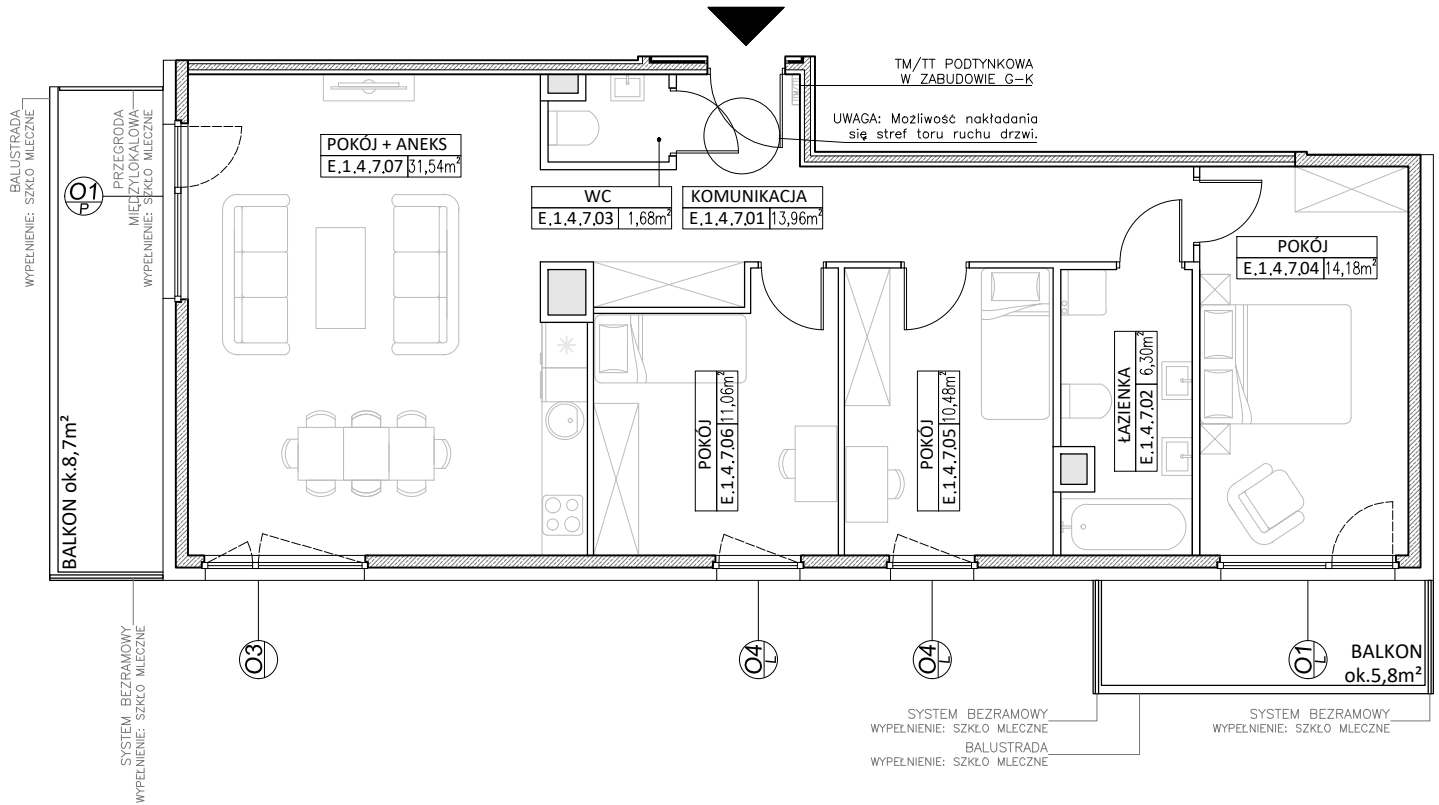 TM/TT PODTYNKOWA
W ZABUDOWIE G-K
UWAGA: Możliwość nakładania
się stref toru ruchu drzwi.
BALUSTRADA
WYPEŁNIENIE: SZKŁO MLECZNE
PRZEGRODA
MIĘDZYLOKALOWA
WYPEŁNIENIE: SZKŁO MLECZNE
O1
P
POKÓJ + ANEKS
E.1.4.7.07 31,54m²
WC
E.1.4.7.03 1,68m²
KOMUNIKACJA
E.1.4.7.01 13,96m²
POKÓJ
E.1.4.7.04 14,18m²
POKÓJ
E.1.4.7.06 11,06m²
POKÓJ
E.1.4.7.05 10,48m²
ŁAZIENKA
E.1.4.7.02 6,30m²
BALKON ok.8,7m²
SYSTEM BEZRAMOWY
WYPEŁNIENIE: SZKŁO MLECZNE
O3
O4
L
O4
L
O1
L
BALKON
ok.5,8m²
SYSTEM BEZRAMOWY
WYPEŁNIENIE: SZKŁO MLECZNE
BALUSTRADA
WYPEŁNIENIE: SZKŁO MLECZNE
SYSTEM BEZRAMOWY
WYPEŁNIENIE: SZKŁO MLECZNE